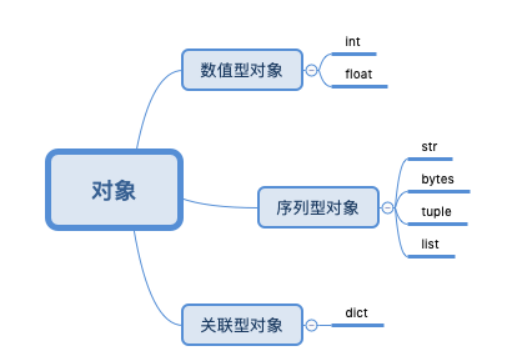 对象
数值型对象
int
float
序列型对象
str
bytes
tuple
list
关联型对象
dict